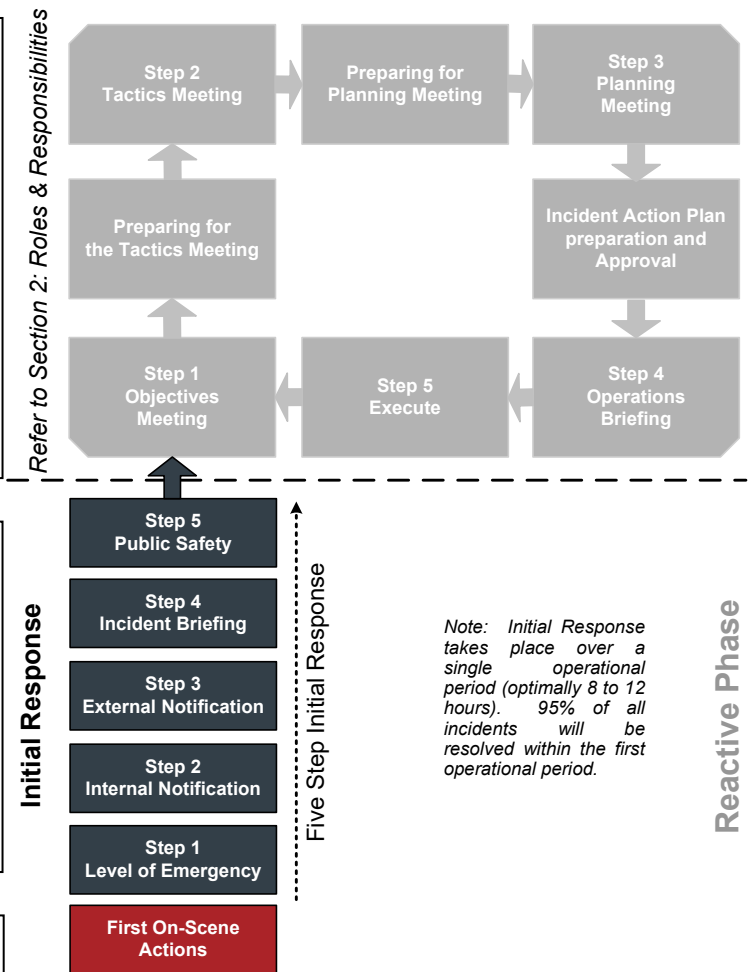 Refer to Section 2: Roles & Responsibilities
Step 2
Tactics Meeting
Preparing for
Planning Meeting
Step 3
Planning
Meeting
Preparing for
the Tactics Meeting
Incident Action Plan
preparation and
Approval
Step 1
Objectives
Meeting
Step 5
Execute
Step 4
Operations
Briefing
Initial Response
Step 5
Public Safety
Step 4
Incident Briefing
Step 3
External Notification
Step 2
Internal Notification
Step 1
Level of Emergency
First On-Scene
Actions
Five Step Initial Response
Note: Initial Response
takes place over a
single operational
period (optimally 8 to 12
hours). 95% of all
incidents will be
resolved within the first
operational period.
Reactive Phase